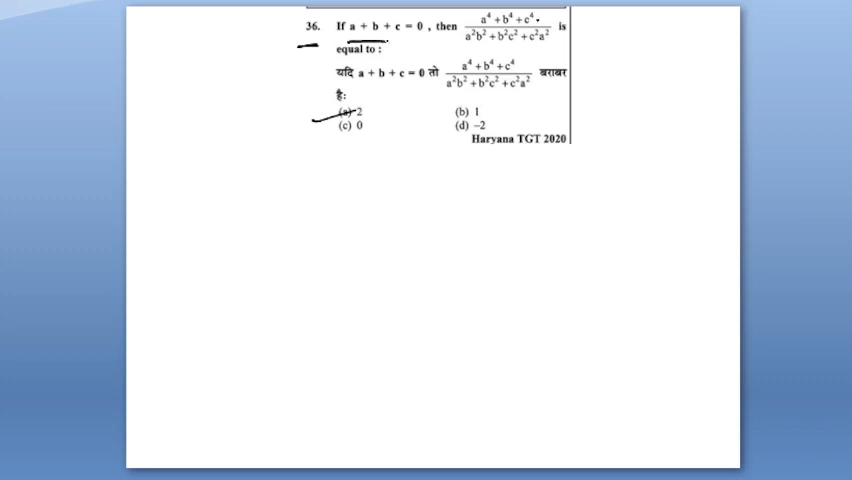 36. If a + b + c = 0 , then (a⁴ + b⁴ + c⁴)/(a²b² + b²c² + c²a²) is
equal to :
यदि a + b + c = 0 तो (a⁴ + b⁴ + c⁴)/(a²b² + b²c² + c²a²) बराबर
है:
(a) 2 (b) 1
(c) 0 (d) –2
Haryana TGT 2020